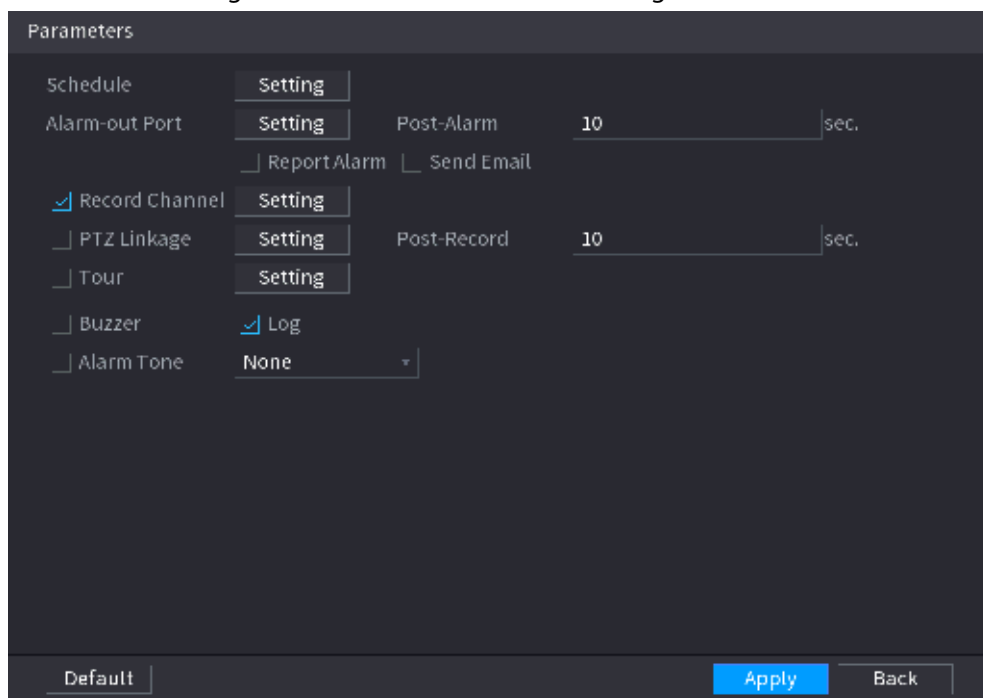 Parameters
Schedule Setting
Alarm-out Port Setting Post-Alarm 10 sec.
Report Alarm Send Email
Record Channel Setting
PTZ Linkage Setting Post-Record 10 sec.
Tour Setting
Buzzer Log
Alarm Tone None
Default Apply Back